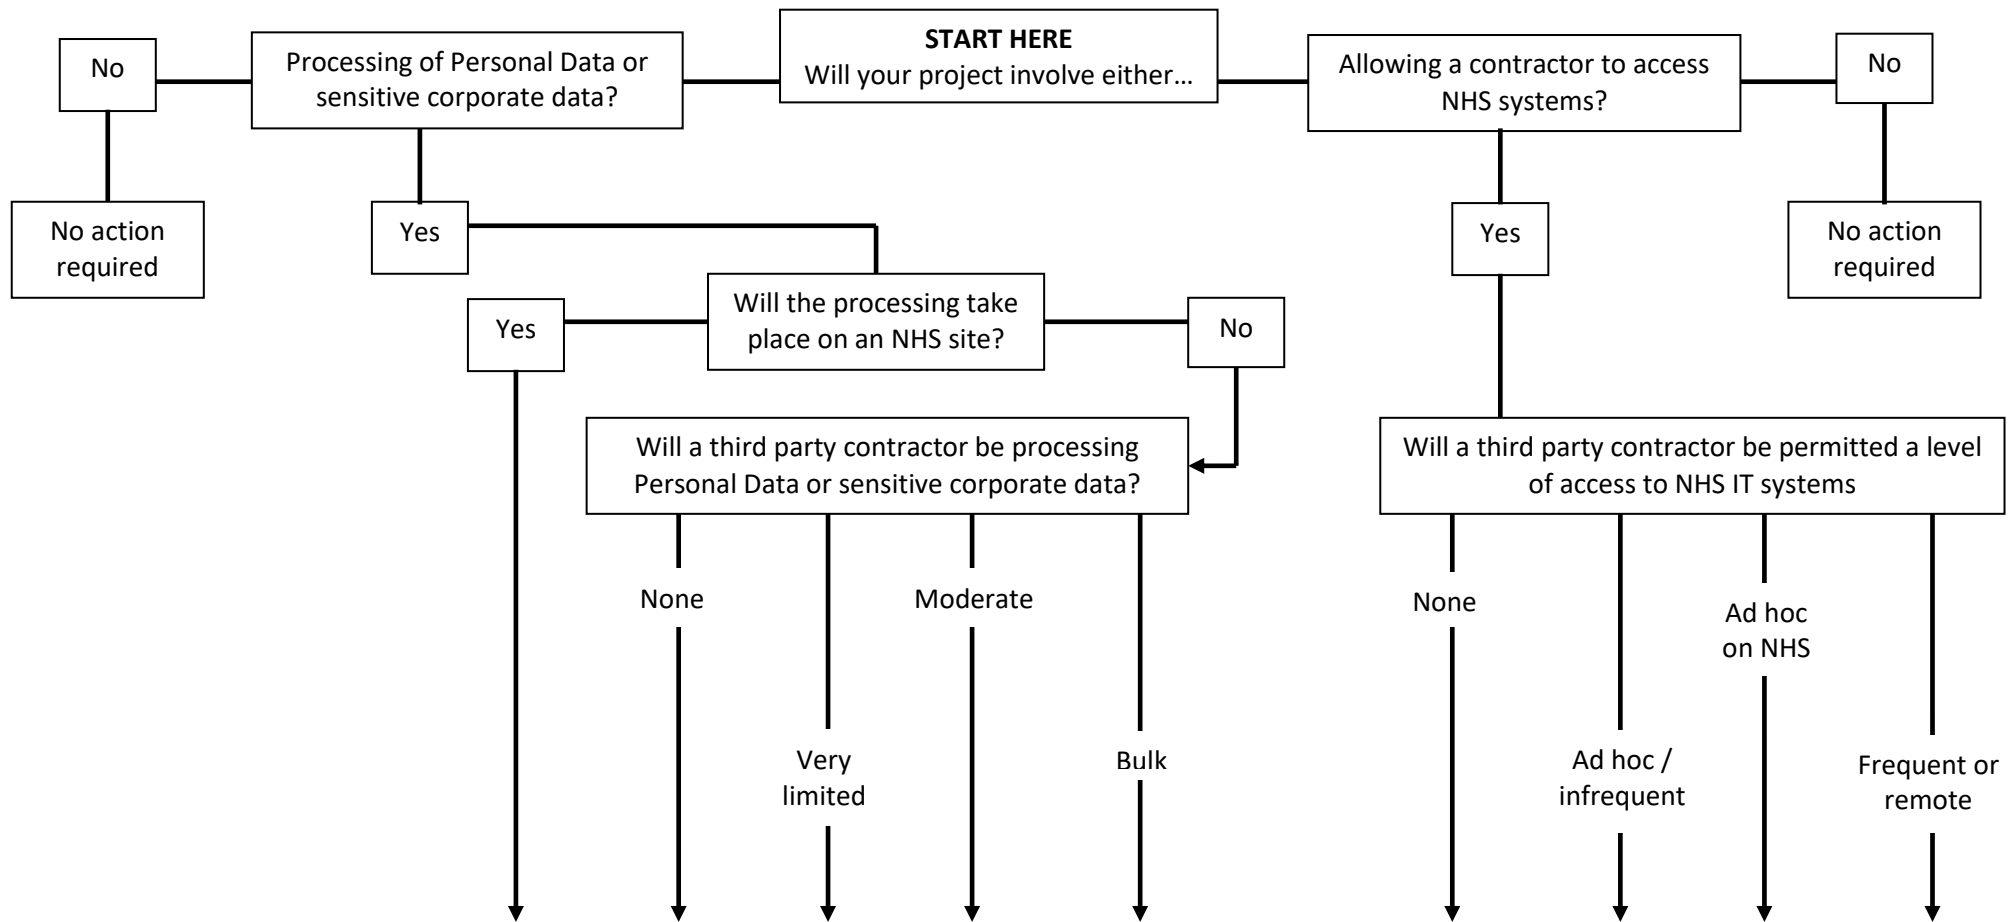 START HERE
Will your project involve either…
No
Processing of Personal Data or
sensitive corporate data?
Allowing a contractor to access
NHS systems?
No
No action
required
Yes
Yes
No action
required
Will the processing take
place on an NHS site?
Yes
No
Will a third party contractor be processing
Personal Data or sensitive corporate data?
Will a third party contractor be permitted a level
of access to NHS IT systems
None
Moderate
None
Ad hoc
on NHS
Very
limited
Bulk
Ad hoc /
infrequent
Frequent or
remote